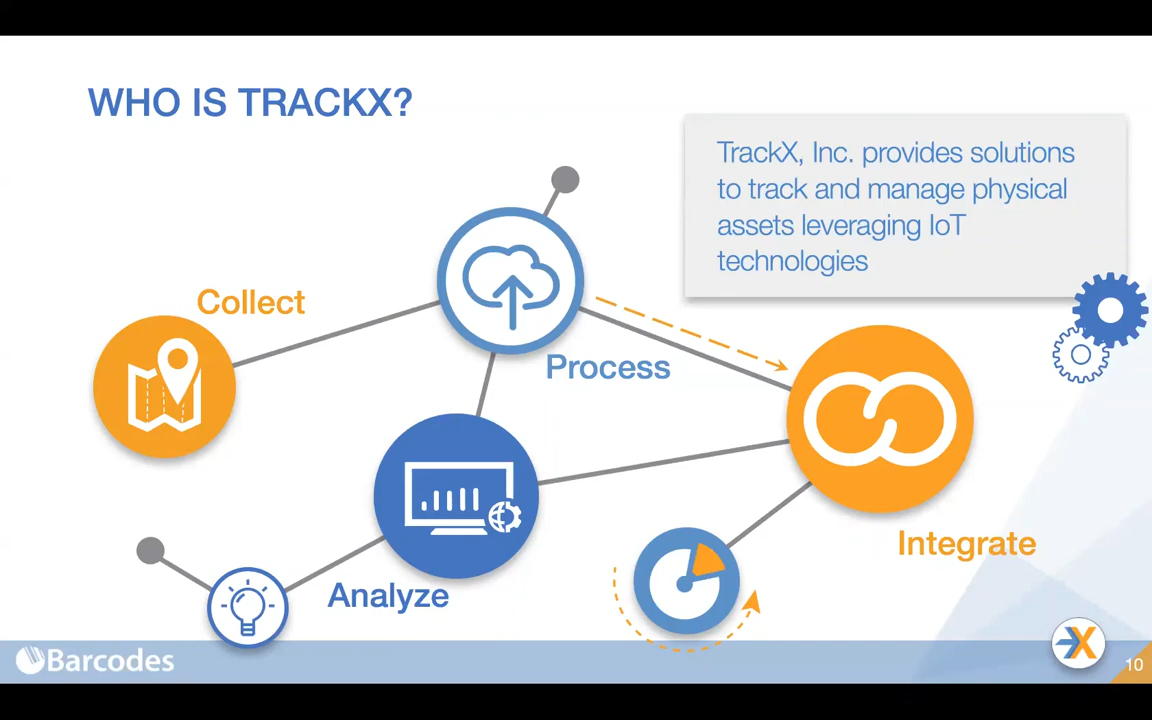 WHO IS TRACKX?
TrackX, Inc. provides solutions
to track and manage physical
assets leveraging IoT
technologies
Collect
Process
Integrate
Analyze
Barcodes
X
10